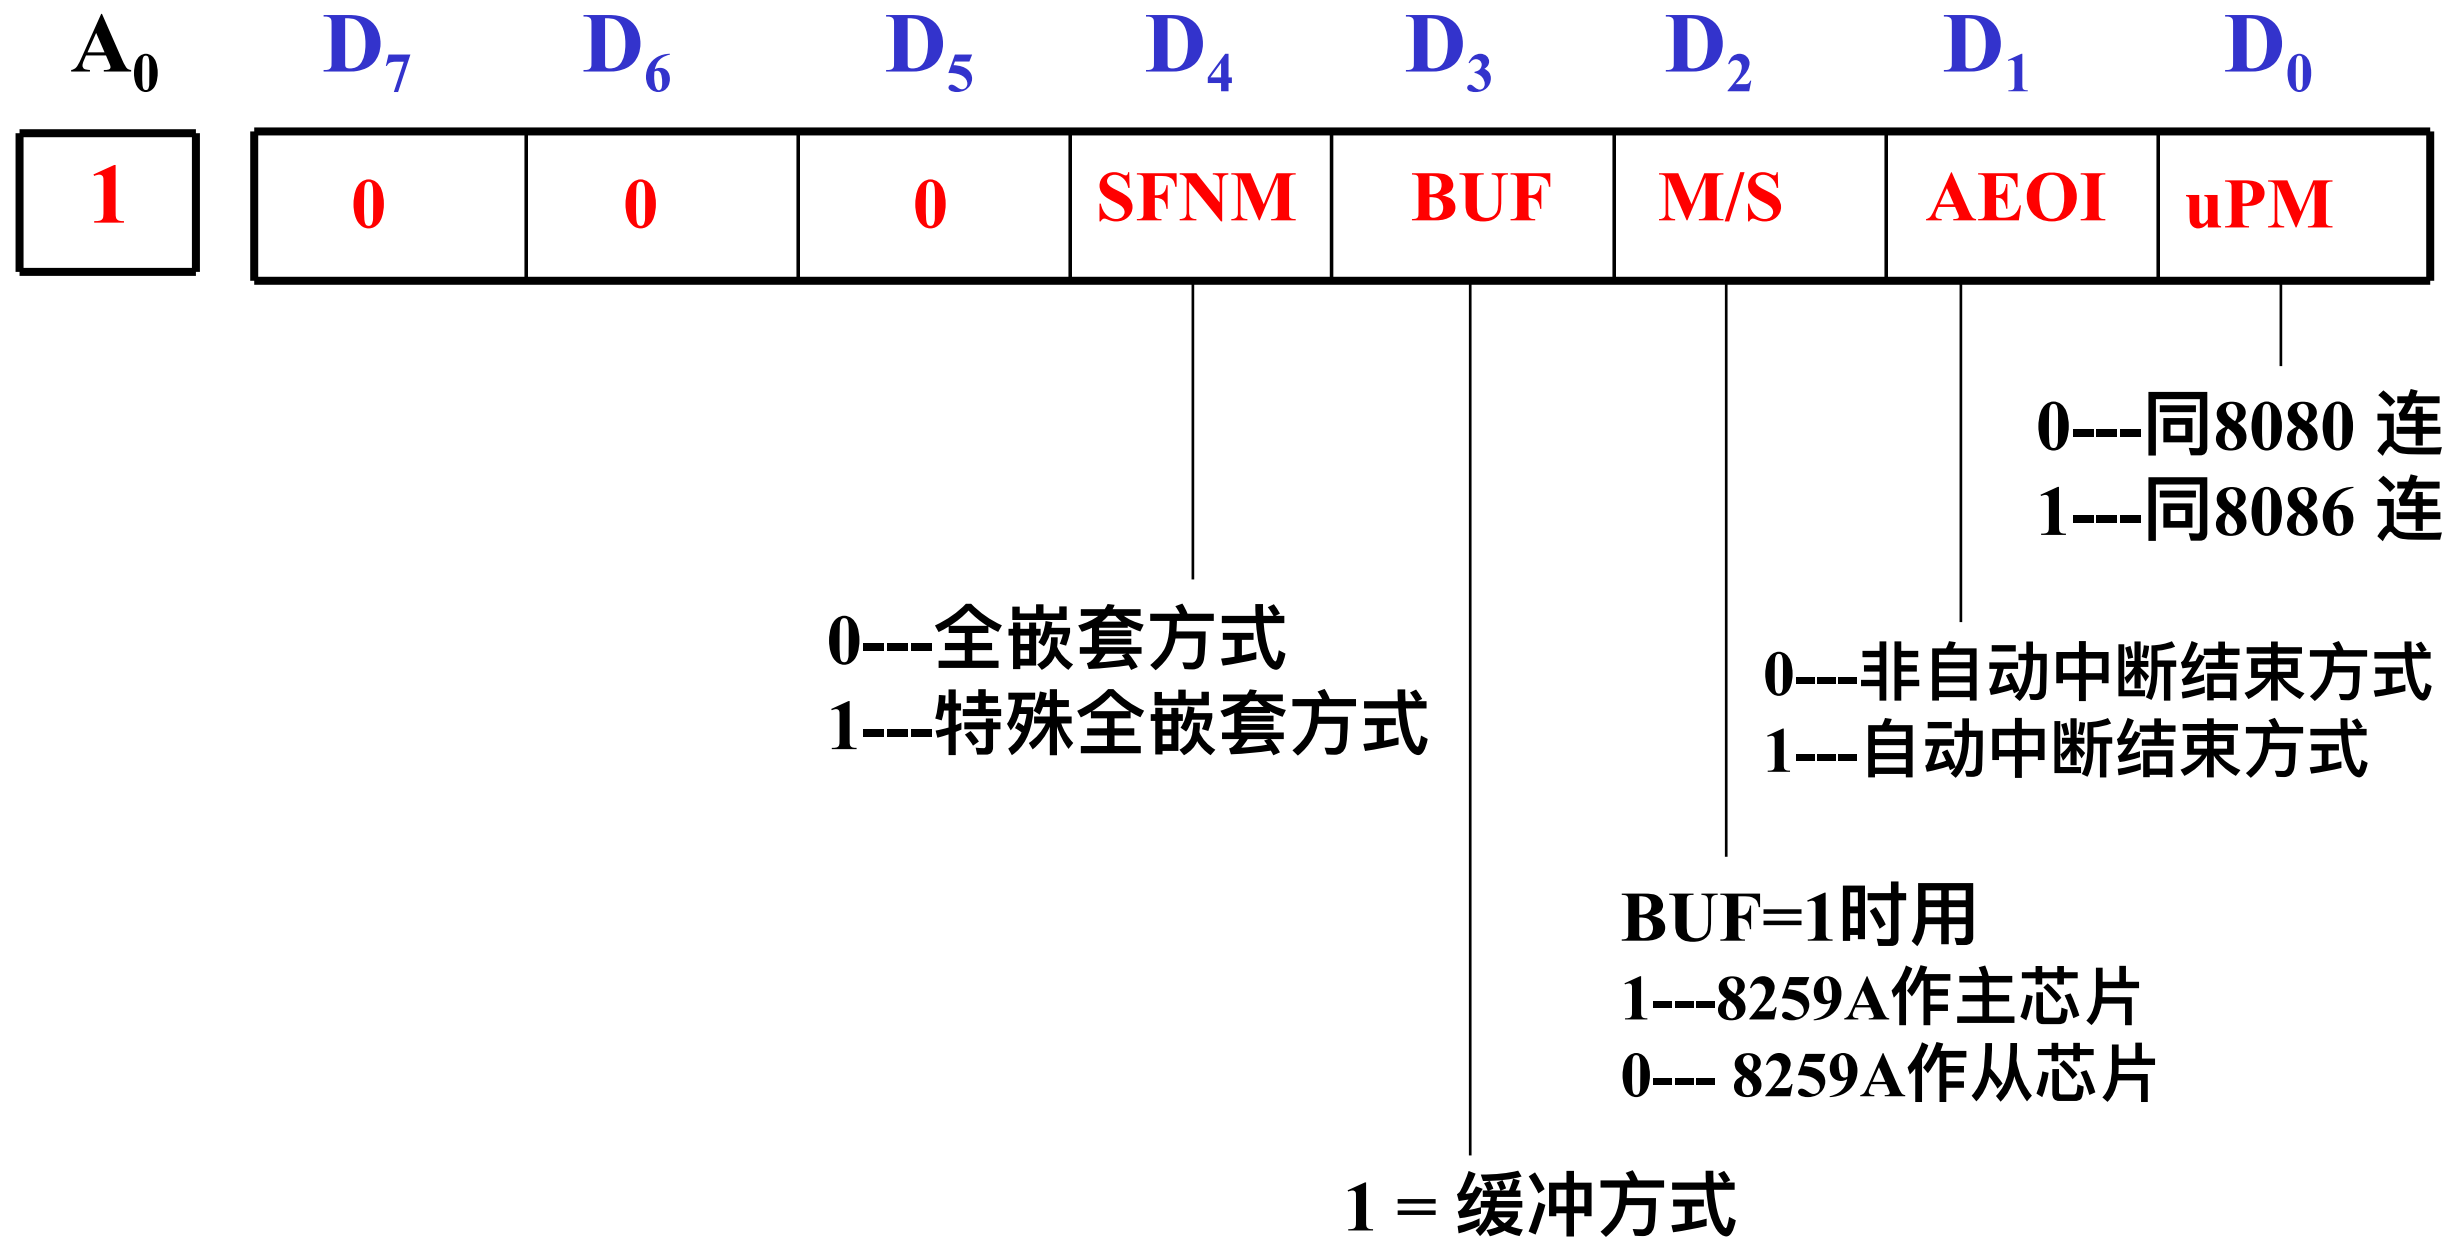 A0 D7 D6 D5 D4 D3 D2 D1 D0
1 0 0 0 SFNM BUF M/S AEOI uPM
0---同8080 连
1---同8086 连
0---全嵌套方式
1---特殊全嵌套方式
0---非自动中断结束方式
1---自动中断结束方式
BUF=1时用
1---8259A作主芯片
0--- 8259A作从芯片
1 = 缓冲方式